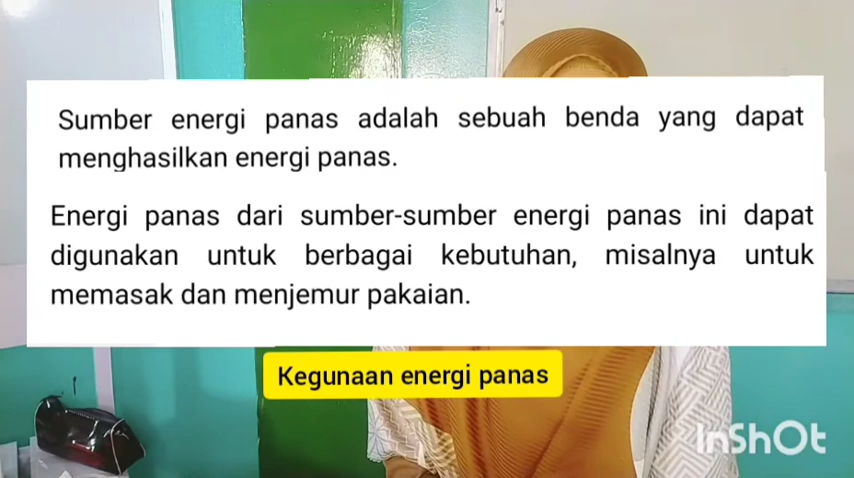 Sumber energi panas adalah sebuah benda yang dapat
menghasilkan energi panas.
Energi panas dari sumber-sumber energi panas ini dapat
digunakan untuk berbagai kebutuhan, misalnya untuk
memasak dan menjemur pakaian.
Kegunaan energi panas
InShOt